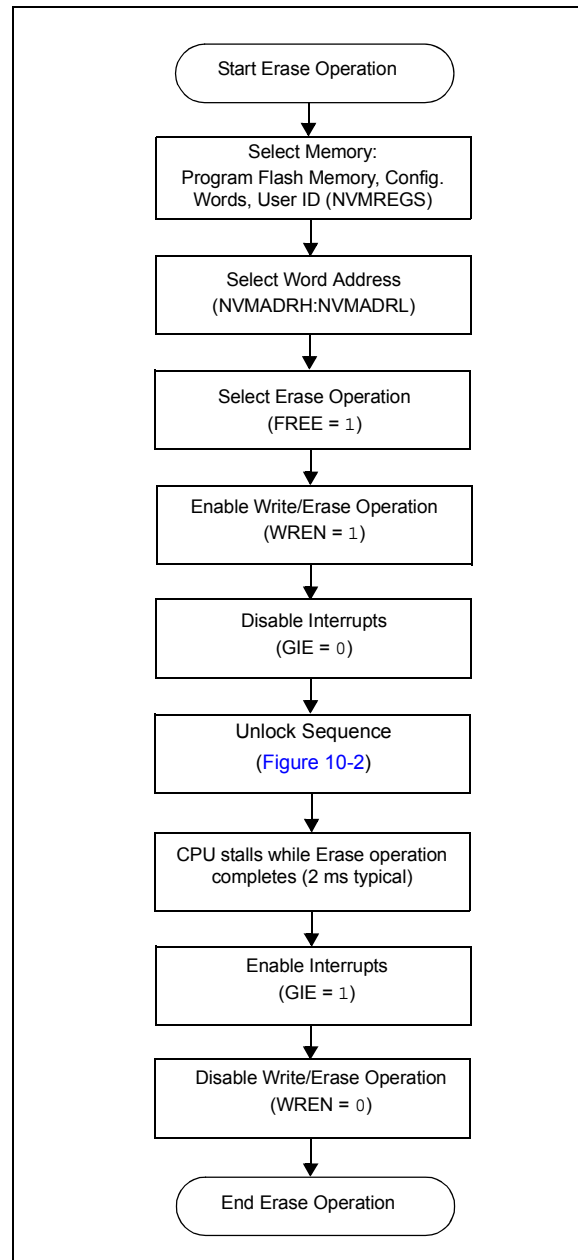 Start Erase Operation
Select Memory:
Program Flash Memory, Config.
Words, User ID (NVMREGS)
Select Word Address
(NVMADRH:NVMADRL)
Select Erase Operation
(FREE = 1)
Enable Write/Erase Operation
(WREN = 1)
Disable Interrupts
(GIE = 0)
Unlock Sequence
(Figure 10-2)
CPU stalls while Erase operation
completes (2 ms typical)
Enable Interrupts
(GIE = 1)
Disable Write/Erase Operation
(WREN = 0)
End Erase Operation